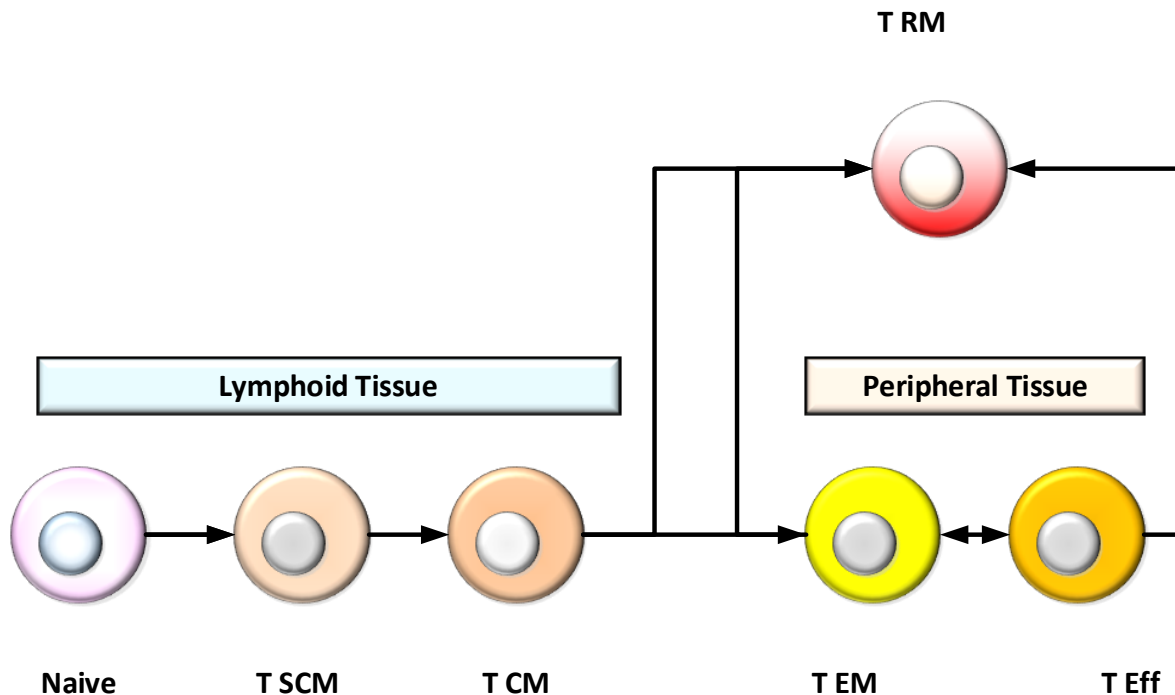 T RM
Lymphoid Tissue
Peripheral Tissue
Naive
T SCM
T CM
T EM
T Eff